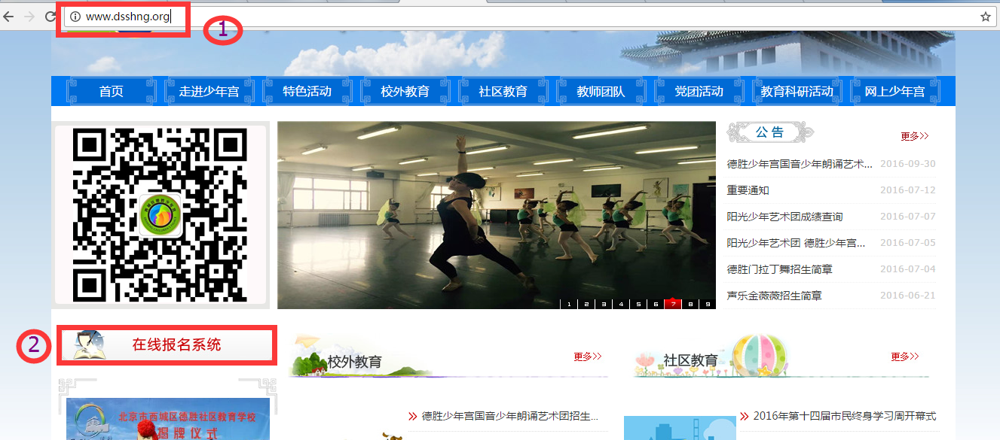 www.dsshng.org
1
首页 走进少年宫 特色活动 校外教育 社区教育 教师团队 党团活动 教育科研活动 网上少年宫
公 告
更多>>
德胜少年宫国音少年朗诵艺术... 2016-09-30
重要通知 2016-07-12
阳光少年艺术团成绩查询 2016-07-07
阳光少年艺术团 德胜少年宫... 2016-07-05
德胜门拉丁舞招生简章 2016-07-04
声乐金薇薇招生简章 2016-06-21
1 2 3 4 5 6 7 8 9
2
在线报名系统
校外教育
更多>>
社区教育
更多>>
北京市西城区德胜社区教育学校
揭牌仪式
>> 德胜少年宫国音少年朗诵艺术团招生...
>> 2016年第十四届市民终身学习周开幕式